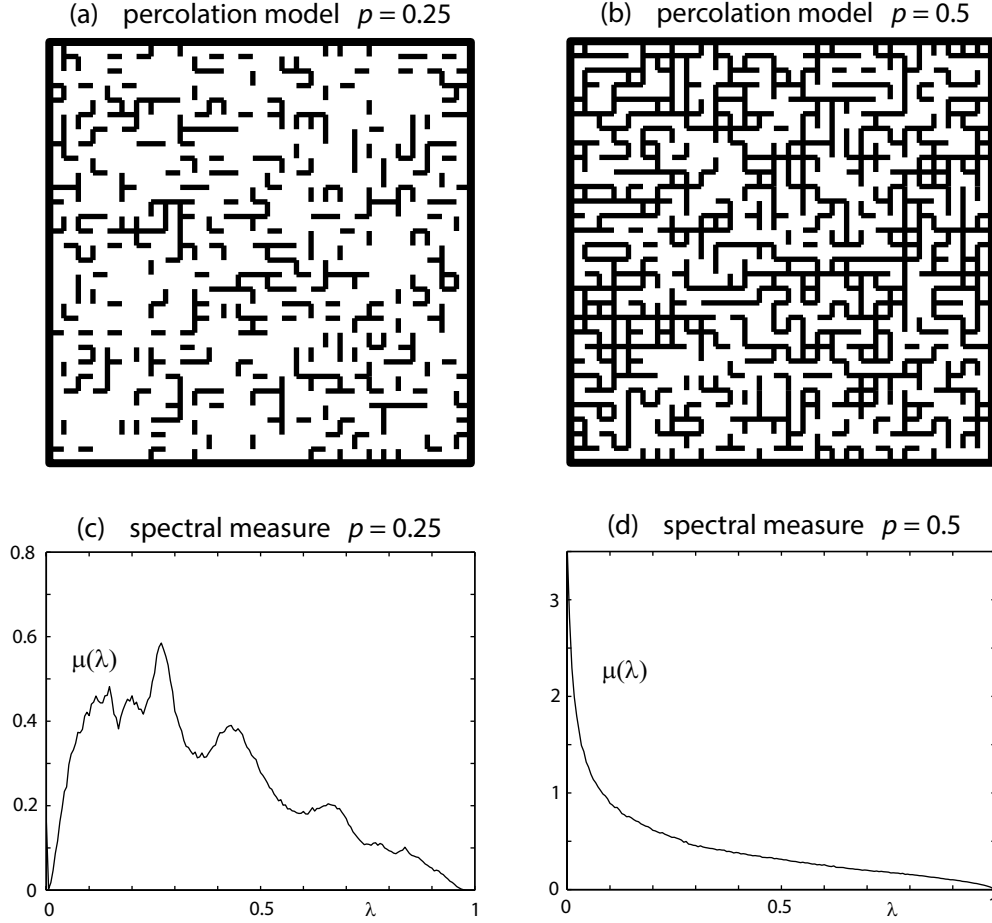 (a) percolation model p = 0.25
(b) percolation model p = 0.5
(c) spectral measure p = 0.25
0.8
0.6
0.4
0.2
0
μ(λ)
0
0.5
λ
1
(d) spectral measure p = 0.5
3
2
1
0
μ(λ)
0
0.5
λ
1